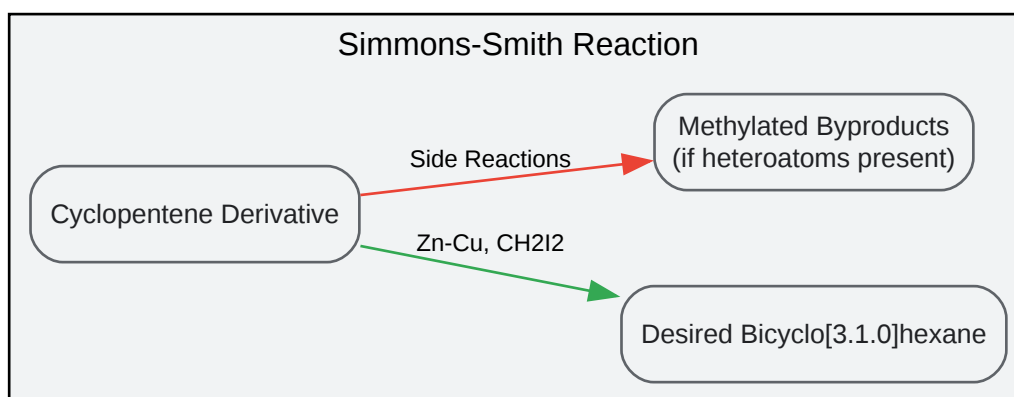 Simmons-Smith Reaction
Methylated Byproducts
(if heteroatoms present)
Side Reactions
Cyclopentene Derivative
Zn-Cu, CH2I2
Desired Bicyclo[3.1.0]hexane